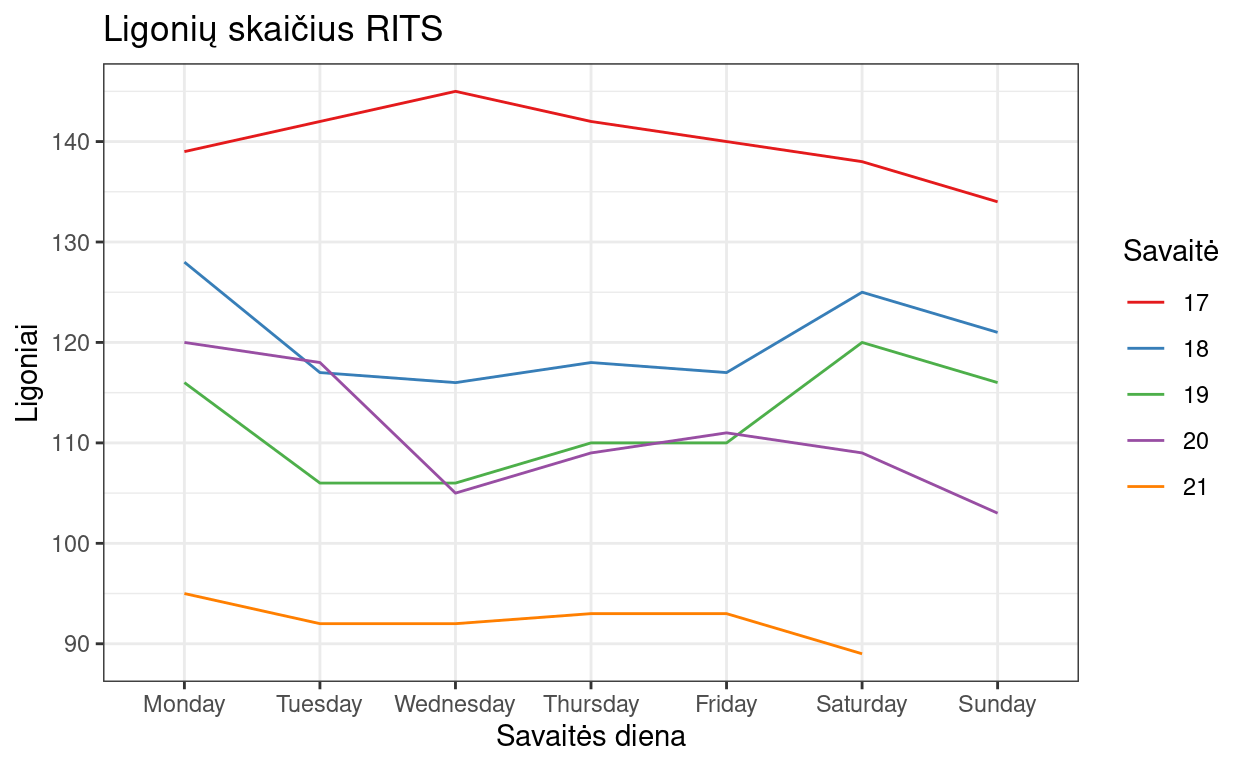 Ligonių skaičius RITS
Ligoniai
140
130
120
110
100
90
Monday Tuesday Wednesday Thursday Friday Saturday Sunday
Savaitės diena
Savaitė
17
18
19
20
21